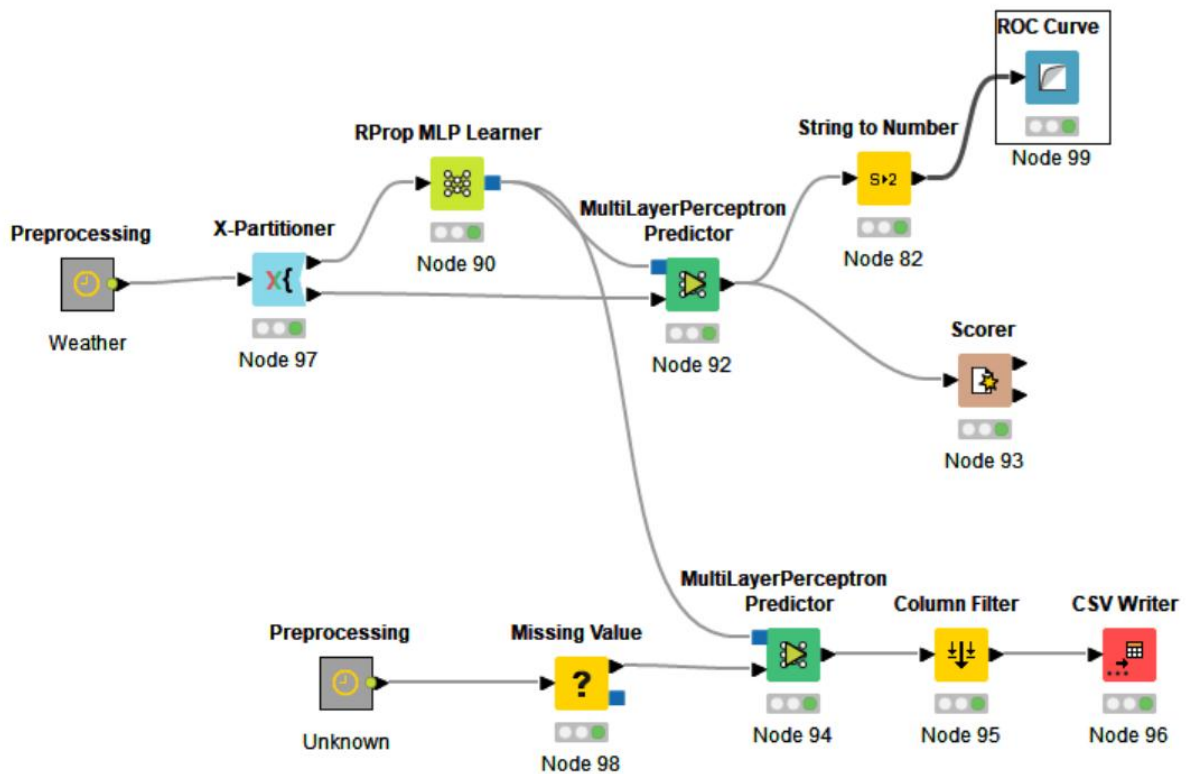 ROC Curve
Node 99
String to Number
S▸2
Node 82
RProp MLP Learner
Node 90
MultiLayerPerceptron
Predictor
Node 92
Preprocessing
Weather
X-Partitioner
X{
Node 97
Scorer
Node 93
Preprocessing
Unknown
Missing Value
?
Node 98
MultiLayerPerceptron
Predictor
Node 94
Column Filter
Node 95
CSV Writer
Node 96